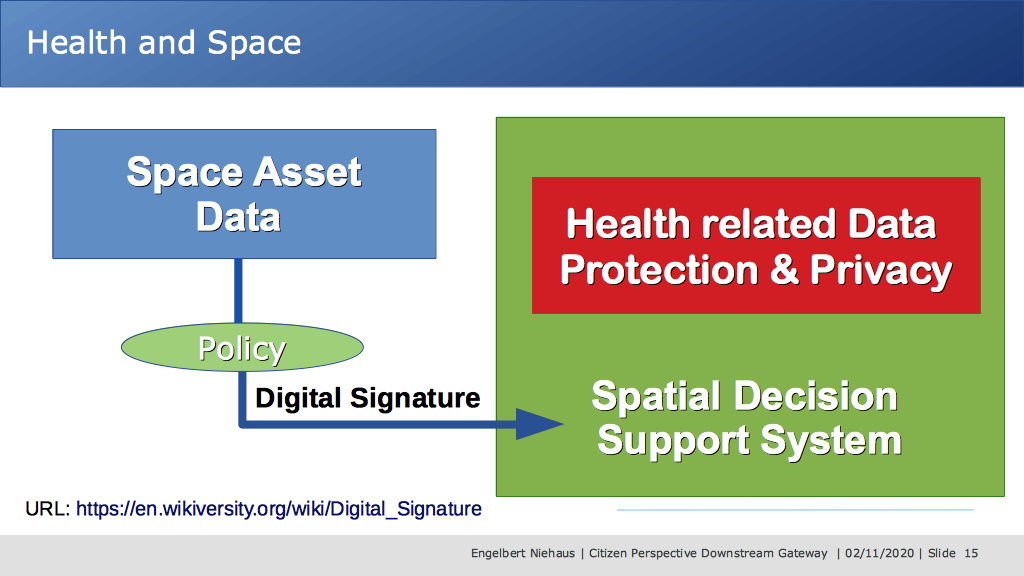 Health and Space
Space Asset
Data
Health related Data
Protection & Privacy
Policy
Digital Signature
Spatial Decision
Support System
URL: https://en.wikiversity.org/wiki/Digital_Signature
Engelbert Niehaus | Citizen Perspective Downstream Gateway | 02/11/2020 | Slide 15